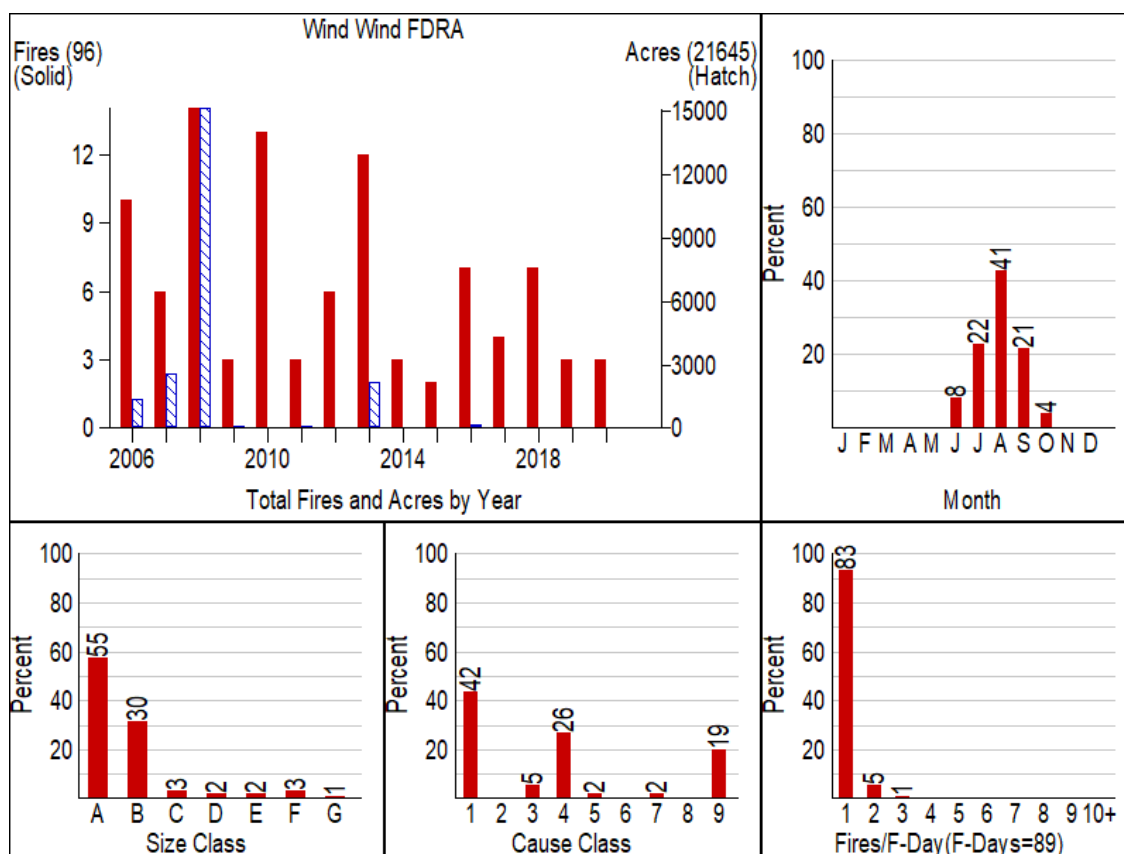 Wind Wind FDRA
Fires (96)
(Solid)
Acres (21645)
(Hatch)
12
9
6
3
0
15000
12000
9000
6000
3000
0
2006 2010 2014 2018
Total Fires and Acres by Year
100
80
60
40
20
Percent
8 22 41 21 4
J F M A M J J A S O N D
Month
100
80
60
40
20
Percent
55 30 3 2 2 3 1
A B C D E F G
Size Class
100
80
60
40
20
Percent
42 5 26 2 2 19
1 2 3 4 5 6 7 8 9
Cause Class
100
80
60
40
20
Percent
83 5 1
1 2 3 4 5 6 7 8 9 10+
Fires/F-Day(F-Days=89)